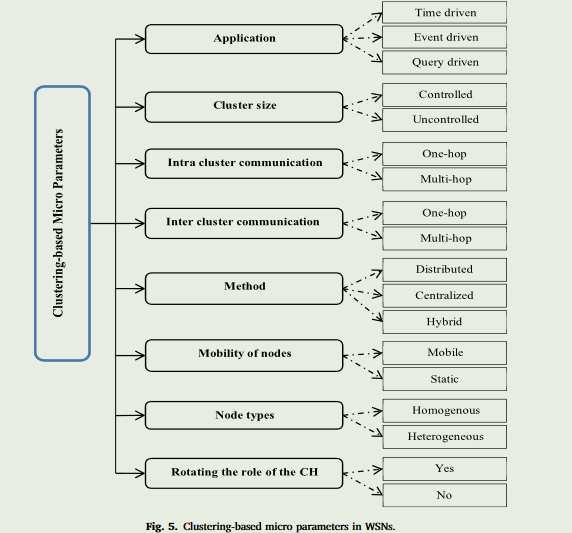 Clustering-based Micro Parameters
Application
Time driven
Event driven
Query driven
Cluster size
Controlled
Uncontrolled
Intra cluster communication
One-hop
Multi-hop
Inter cluster communication
One-hop
Multi-hop
Method
Distributed
Centralized
Hybrid
Mobility of nodes
Mobile
Static
Node types
Homogenous
Heterogeneous
Rotating the role of the CH
Yes
No
Fig. 5. Clustering-based micro parameters in WSNs.